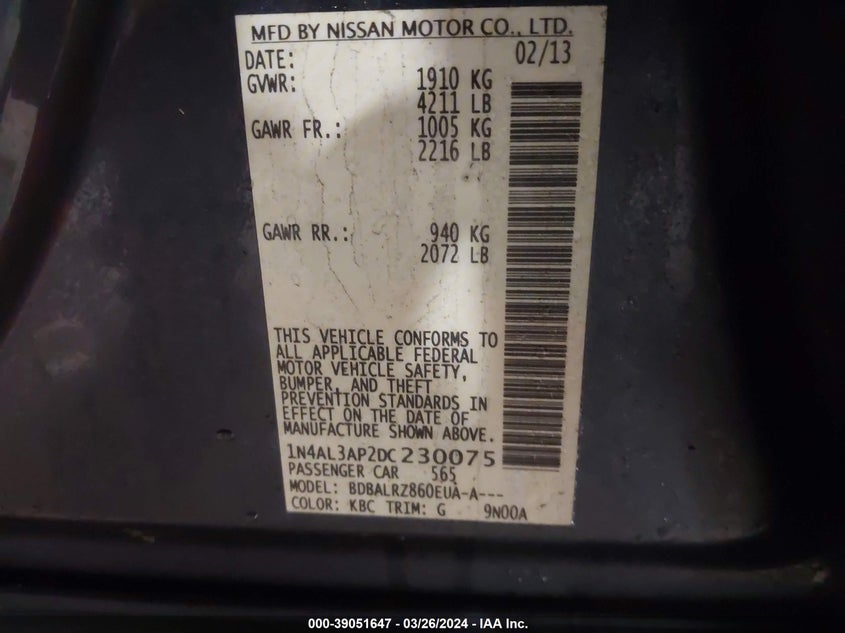 MFD BY NISSAN MOTOR CO., LTD.
DATE: 02/13
GVWR: 1910 KG
4211 LB
GAWR FR.: 1005 KG
2216 LB
GAWR RR.: 940 KG
2072 LB
THIS VEHICLE CONFORMS TO
ALL APPLICABLE FEDERAL
MOTOR VEHICLE SAFETY,
BUMPER, AND THEFT
PREVENTION STANDARDS IN
EFFECT ON THE DATE OF
MANUFACTURE SHOWN ABOVE.
1N4AL3AP2DC230075
PASSENGER CAR 565
MODEL: BDBALRZ860EUA-A---
COLOR: KBC TRIM: G 9N00A
000-39051647 - 03/26/2024 - IAA Inc.